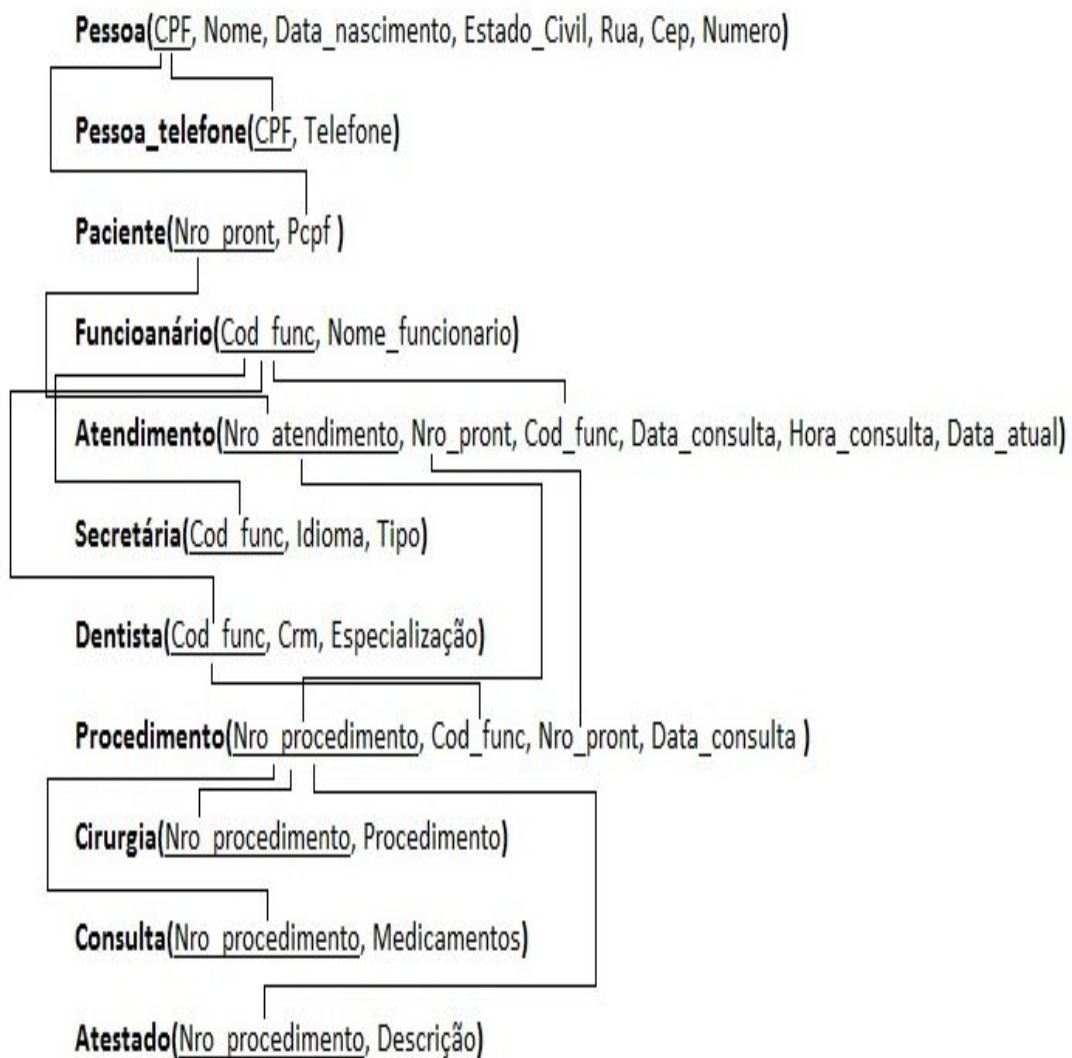 Pessoa(CPF, Nome, Data_nascimento, Estado_Civil, Rua, Cep, Numero)
Pessoa_telefone(CPF, Telefone)
Paciente(Nro_pront, Pcpf )
Funcioanário(Cod_func, Nome_funcionario)
Atendimento(Nro_atendimento, Nro_pront, Cod_func, Data_consulta, Hora_consulta, Data_atual)
Secretária(Cod_func, Idioma, Tipo)
Dentista(Cod_func, Crm, Especialização)
Procedimento(Nro_procedimento, Cod_func, Nro_pront, Data_consulta )
Cirurgia(Nro_procedimento, Procedimento)
Consulta(Nro_procedimento, Medicamentos)
Atestado(Nro_procedimento, Descrição)